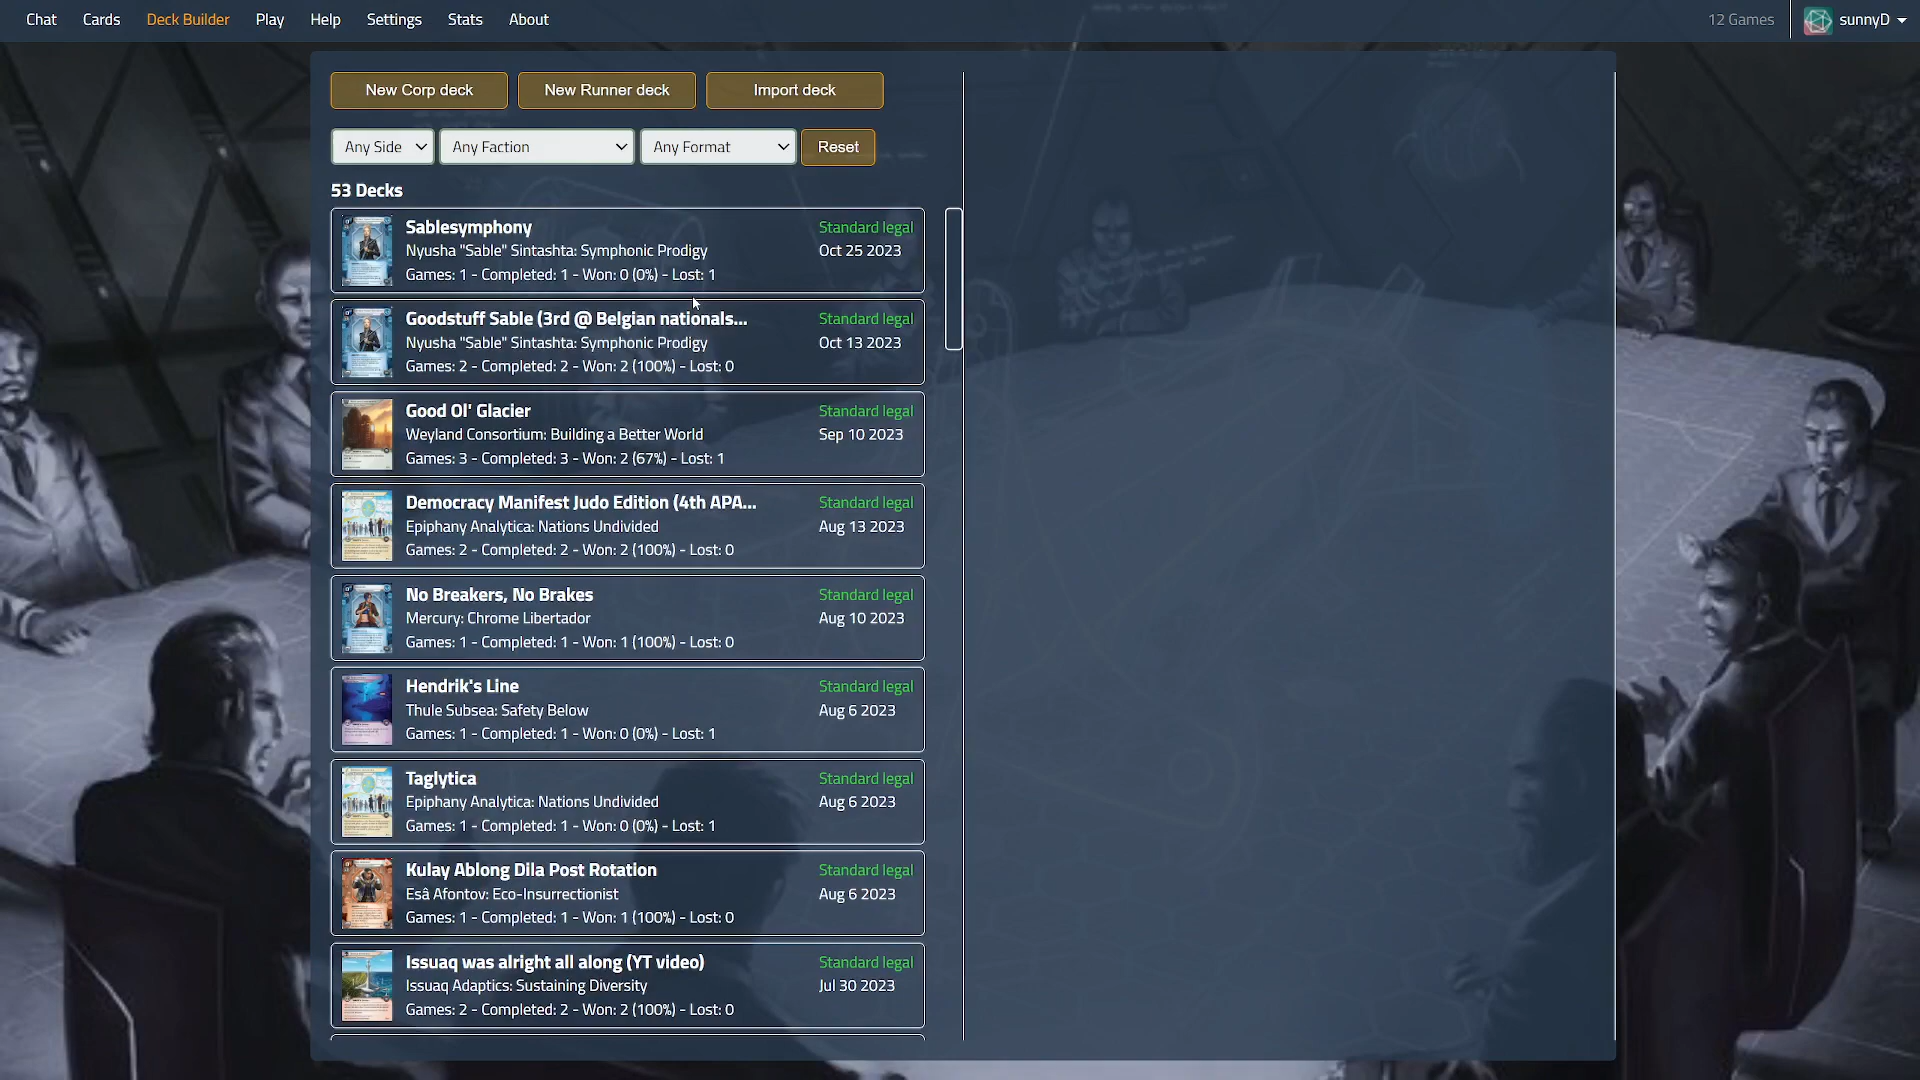 Chat Cards Deck Builder Play Help Settings Stats About 12 Games sunnyD
New Corp deck New Runner deck Import deck
Any Side Any Faction Any Format Reset
53 Decks
Sablesymphony Standard legal
Nyusha "Sable" Sintashta: Symphonic Prodigy Oct 25 2023
Games: 1 - Completed: 1 - Won: 0 (0%) - Lost: 1
Goodstuff Sable (3rd @ Belgian nationals... Standard legal
Nyusha "Sable" Sintashta: Symphonic Prodigy Oct 13 2023
Games: 2 - Completed: 2 - Won: 2 (100%) - Lost: 0
Good Ol' Glacier Standard legal
Weyland Consortium: Building a Better World Sep 10 2023
Games: 3 - Completed: 3 - Won: 2 (67%) - Lost: 1
Democracy Manifest Judo Edition (4th APA... Standard legal
Epiphany Analytica: Nations Undivided Aug 13 2023
Games: 2 - Completed: 2 - Won: 2 (100%) - Lost: 0
No Breakers, No Brakes Standard legal
Mercury: Chrome Libertador Aug 10 2023
Games: 1 - Completed: 1 - Won: 1 (100%) - Lost: 0
Hendrik's Line Standard legal
Thule Subsea: Safety Below Aug 6 2023
Games: 1 - Completed: 1 - Won: 0 (0%) - Lost: 1
Taglytica Standard legal
Epiphany Analytica: Nations Undivided Aug 6 2023
Games: 1 - Completed: 1 - Won: 0 (0%) - Lost: 1
Kulay Ablong Dila Post Rotation Standard legal
Esâ Afontov: Eco-Insurrectionist Aug 6 2023
Games: 1 - Completed: 1 - Won: 1 (100%) - Lost: 0
Issuaq was alright all along (YT video) Standard legal
Issuaq Adaptics: Sustaining Diversity Jul 30 2023
Games: 2 - Completed: 2 - Won: 2 (100%) - Lost: 0